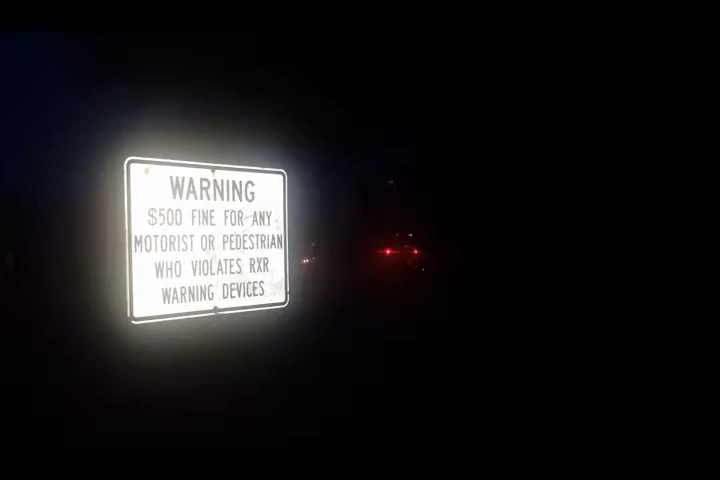 WARNING
$500 FINE FOR ANY
MOTORIST OR PEDESTRIAN
WHO VIOLATES RXR
WARNING DEVICES